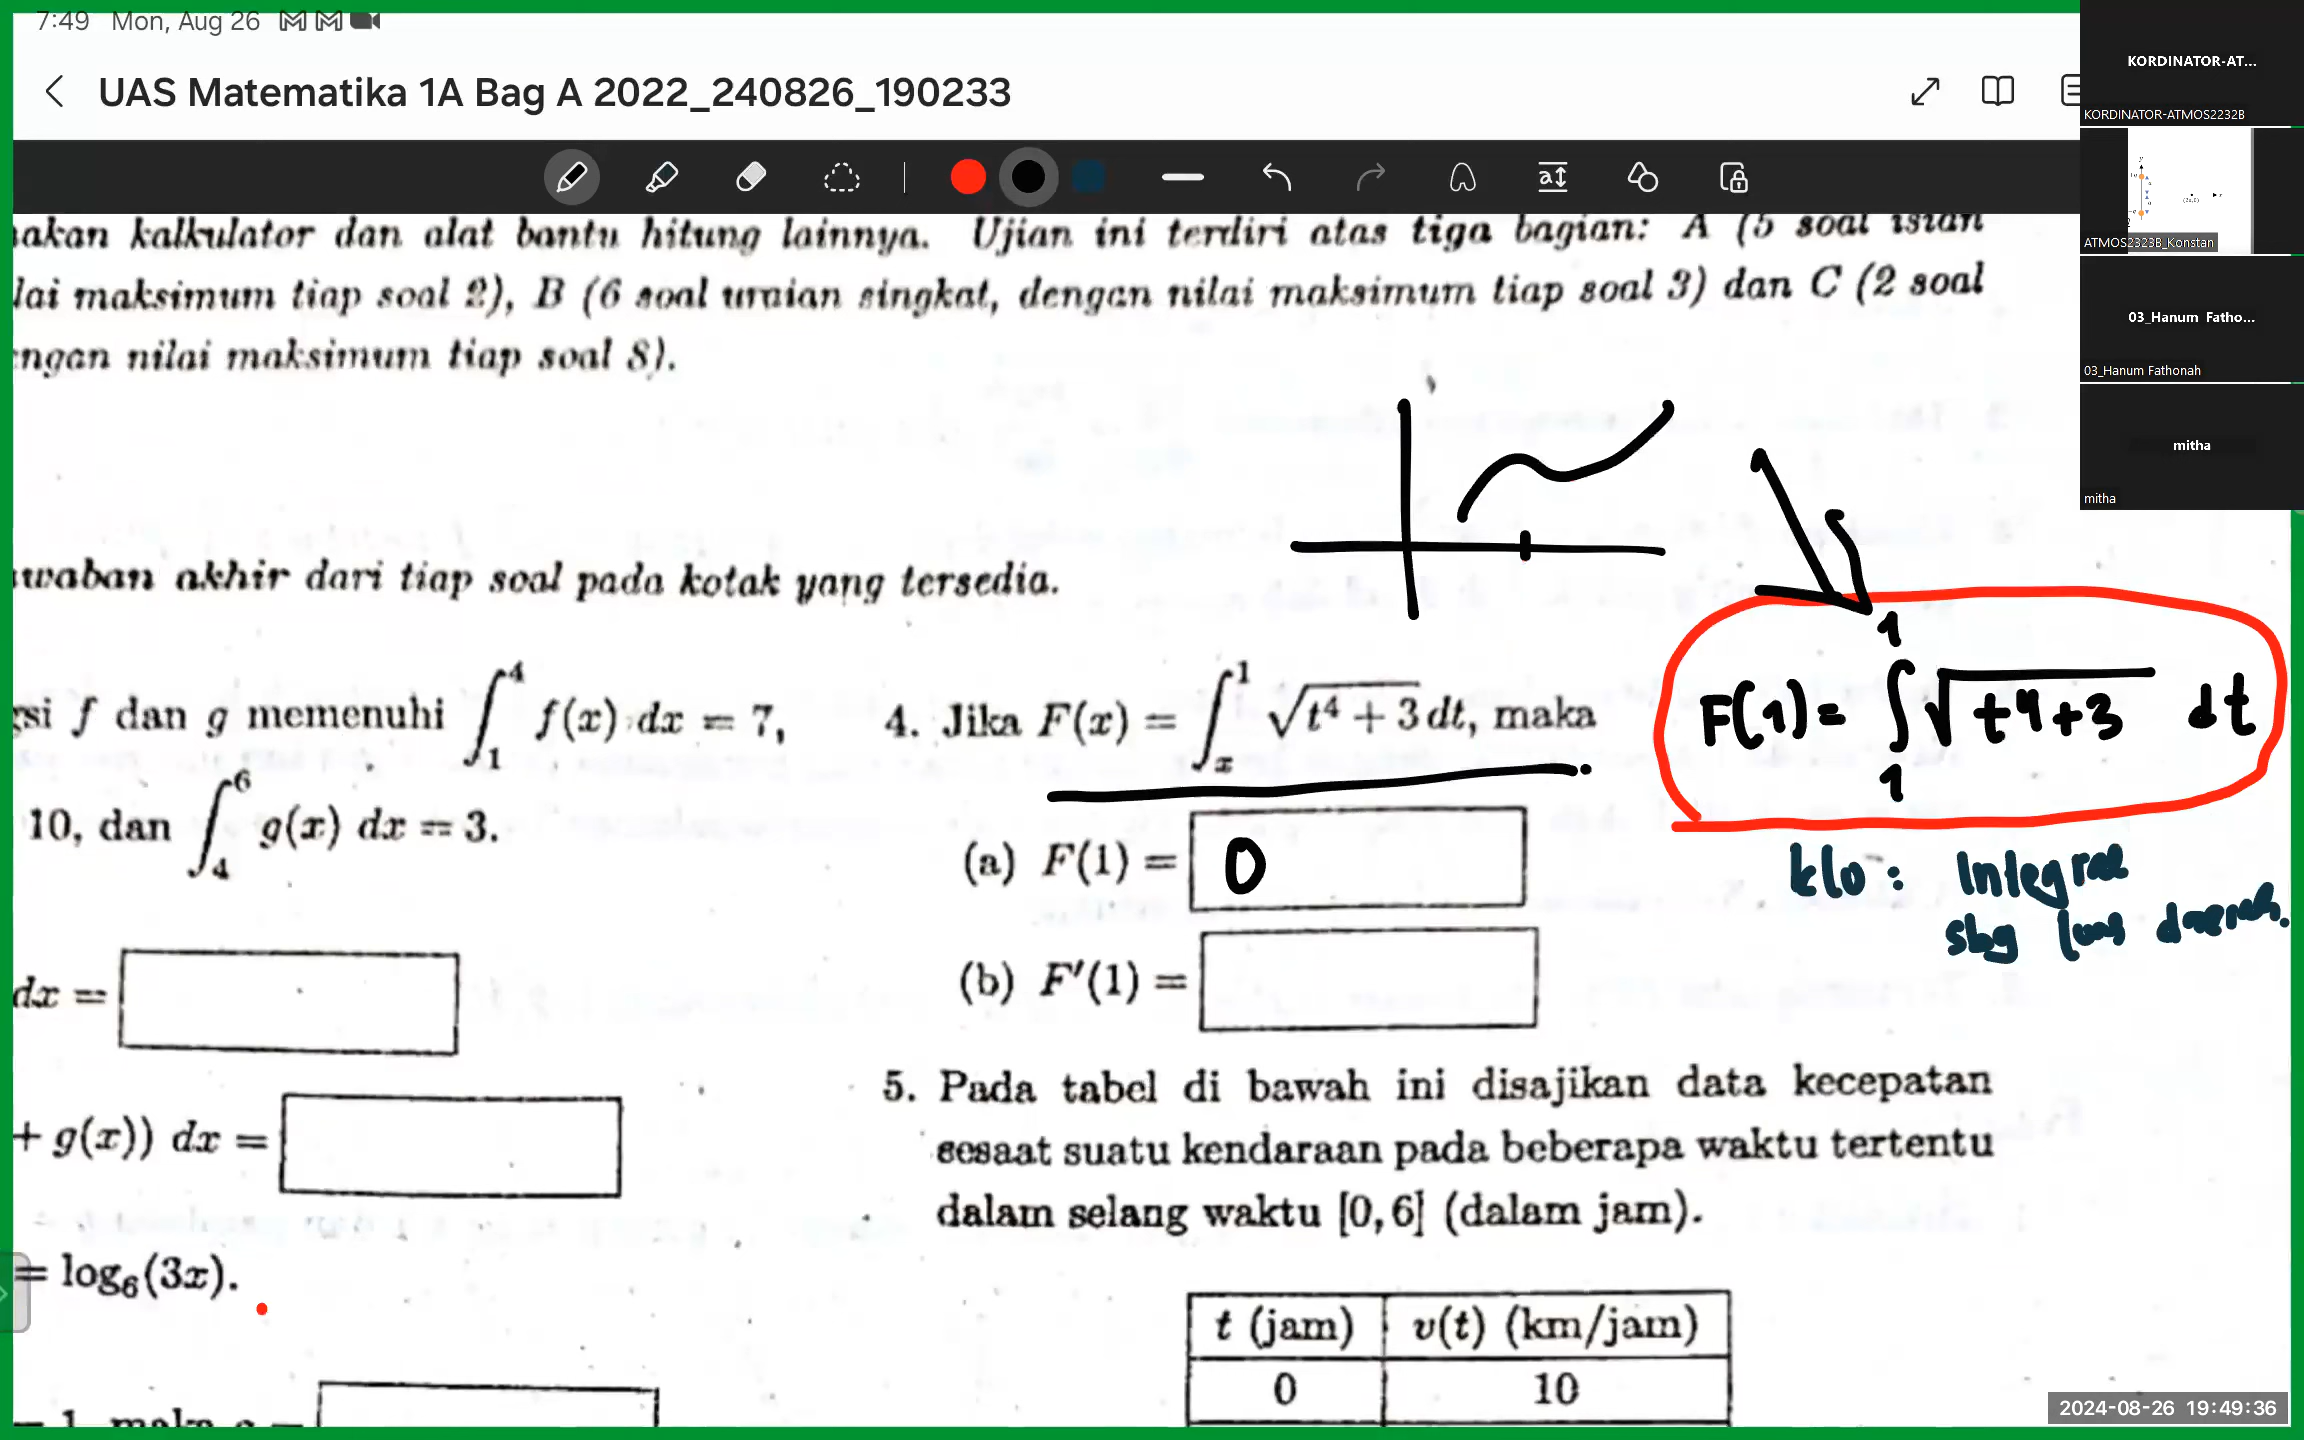 7:49 Mon, Aug 26
UAS Matematika 1A Bag A 2022_240826_190233
akan kalkulator dan alat bantu hitung lainnya. Ujian ini terdiri atas tiga bagian: A (5 soal isian
lai maksimum tiap soal 2), B (6 soal uraian singkat, dengan nilai maksimum tiap soal 3) dan C (2 soal
ngan nilai maksimum tiap soal 8).
waban akhir dari tiap soal pada kotak yang tersedia.
si f dan g memenuhi ∫₁⁴ f(x) dx = 7,
10, dan ∫₄⁶ g(x) dx = 3.
dx =
+ g(x)) dx =
= log₆(3x).
4. Jika F(x) = ∫ₓ¹ √(t⁴ + 3) dt, maka
(a) F(1) = 0
(b) F′(1) =
F(1) = ∫₁¹ √(t⁴+3) dt
klo: Integral
sbg luas daerah.
5. Pada tabel di bawah ini disajikan data kecepatan
sesaat suatu kendaraan pada beberapa waktu tertentu
dalam selang waktu [0, 6] (dalam jam).
t (jam) v(t) (km/jam)
0 10
KORDINATOR-AT...
KORDINATOR-ATMOS2232B
ATMOS2323B_Konstan
03_Hanum Fatho...
03_Hanum Fathonah
mitha
mitha
2024-08-26 19:49:36